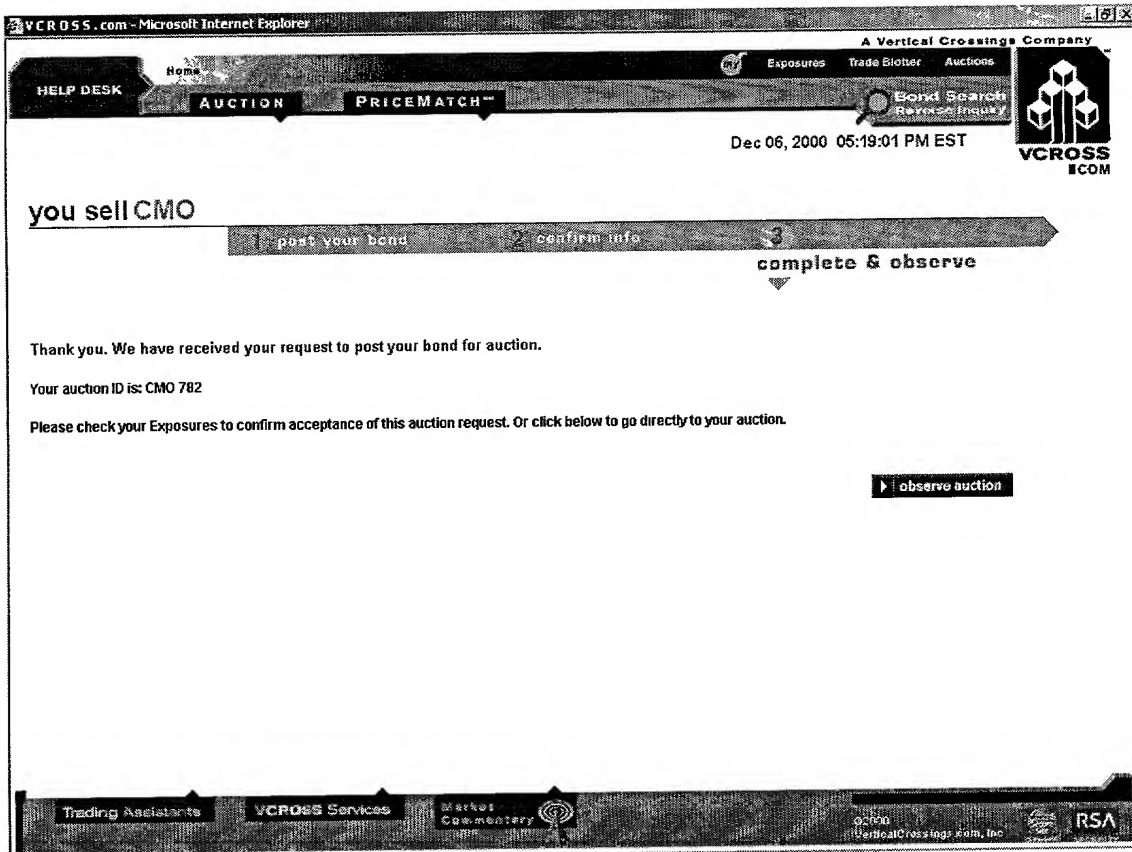 VCROSS.com - Microsoft Internet Explorer
A Vertical Crossings Company
Home
my Exposures Trade Blotter Auctions
HELP DESK
AUCTION PRICEMATCH
Bond Search
Reverse Inquiry
Dec 06, 2000 05:19:01 PM EST
VCROSS
.COM
you sell CMO
1 post your bond 2 confirm info 3
complete & observe
Thank you. We have received your request to post your bond for auction.
Your auction ID is: CMO 782
Please check your Exposures to confirm acceptance of this auction request. Or click below to go directly to your auction.
observe auction
Trading Assistants VCROSS Services Market
Commentary
©2000
VerticalCrossings.com, Inc
RSA